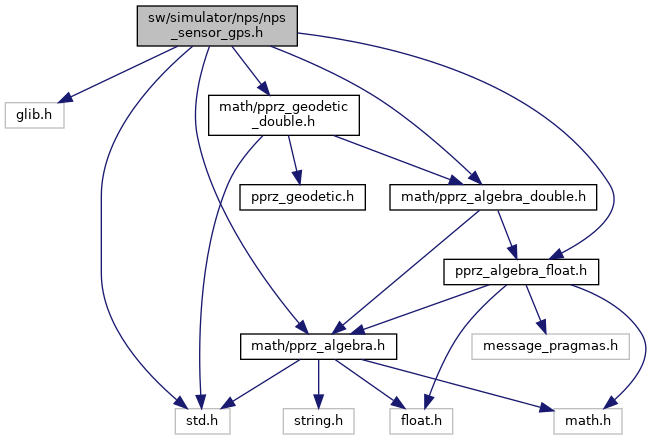 sw/simulator/nps/nps
_sensor_gps.h
glib.h
math/pprz_geodetic
_double.h
pprz_geodetic.h
math/pprz_algebra_double.h
pprz_algebra_float.h
math/pprz_algebra.h
message_pragmas.h
std.h
string.h
float.h
math.h